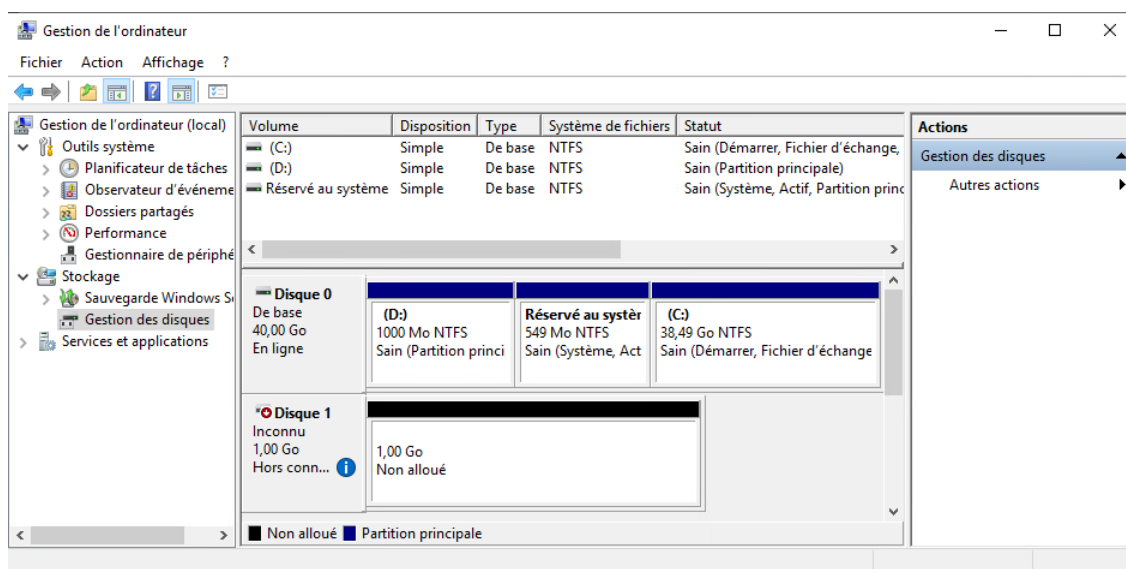 Gestion de l'ordinateur
Fichier Action Affichage ?
Gestion de l'ordinateur (local)
Outils système
Planificateur de tâches
Observateur d'événeme
Dossiers partagés
Performance
Gestionnaire de périphé
Stockage
Sauvegarde Windows S
Gestion des disques
Services et applications
Volume Disposition Type Système de fichiers Statut
(C:) Simple De base NTFS Sain (Démarrer, Fichier d'échange,
(D:) Simple De base NTFS Sain (Partition principale)
Réservé au système Simple De base NTFS Sain (Système, Actif, Partition princ
Disque 0
De base
40,00 Go
En ligne
(D:)
1000 Mo NTFS
Sain (Partition princi
Réservé au systèr
549 Mo NTFS
Sain (Système, Act
(C:)
38,49 Go NTFS
Sain (Démarrer, Fichier d'échange
Disque 1
Inconnu
1,00 Go
Hors conn...
1,00 Go
Non alloué
Non alloué Partition principale
Actions
Gestion des disques
Autres actions